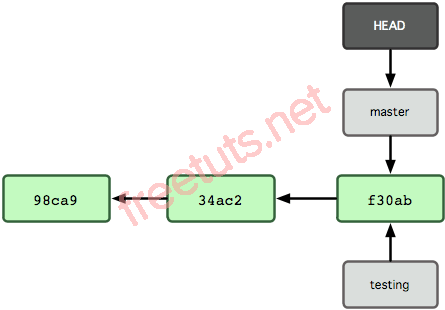 HEAD
master
98ca9
34ac2
f30ab
testing
freetuts.net